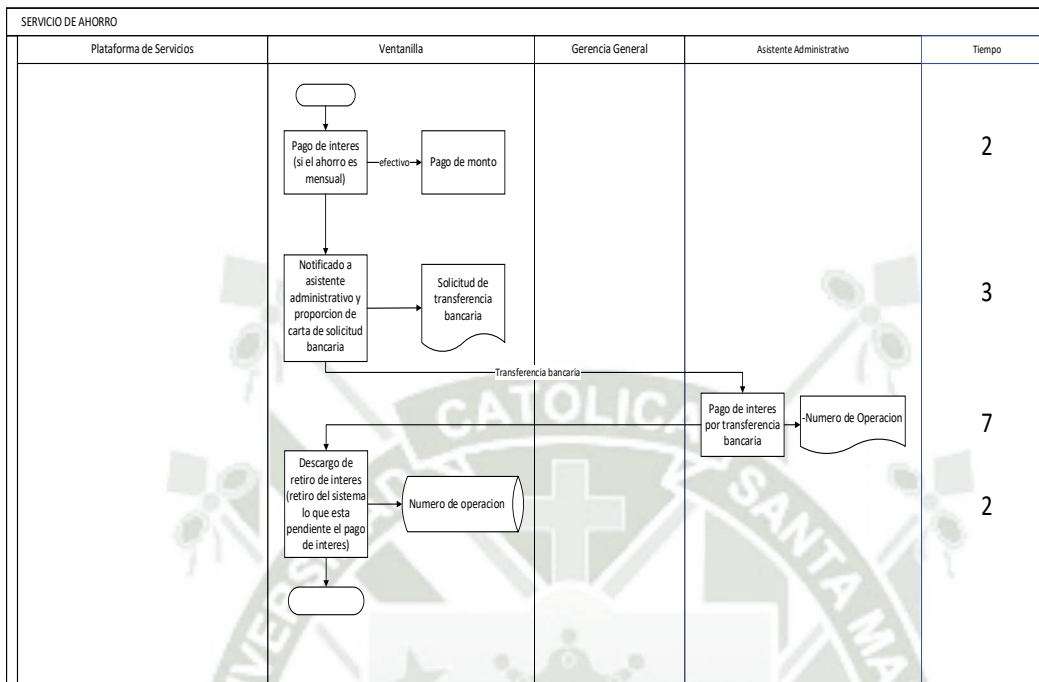 SERVICIO DE AHORRO
Plataforma de Servicios
Ventanilla
Gerencia General
Asistente Administrativo
Tiempo
Pago de interes
(si el ahorro es
mensual)
efectivo
Pago de monto
2
Notificado a
asistente
administrativo y
proporcion de
carta de solicitud
bancaria
Solicitud de
transferencia
bancaria
3
Transferencia bancaria
Pago de interes
por transferencia
bancaria
-Numero de Operacion
7
Descargo de
retiro de interes
(retiro del sistema
lo que esta
pendiente el pago
de interes)
Numero de operacion
2
CATOLICA
SANTA MA